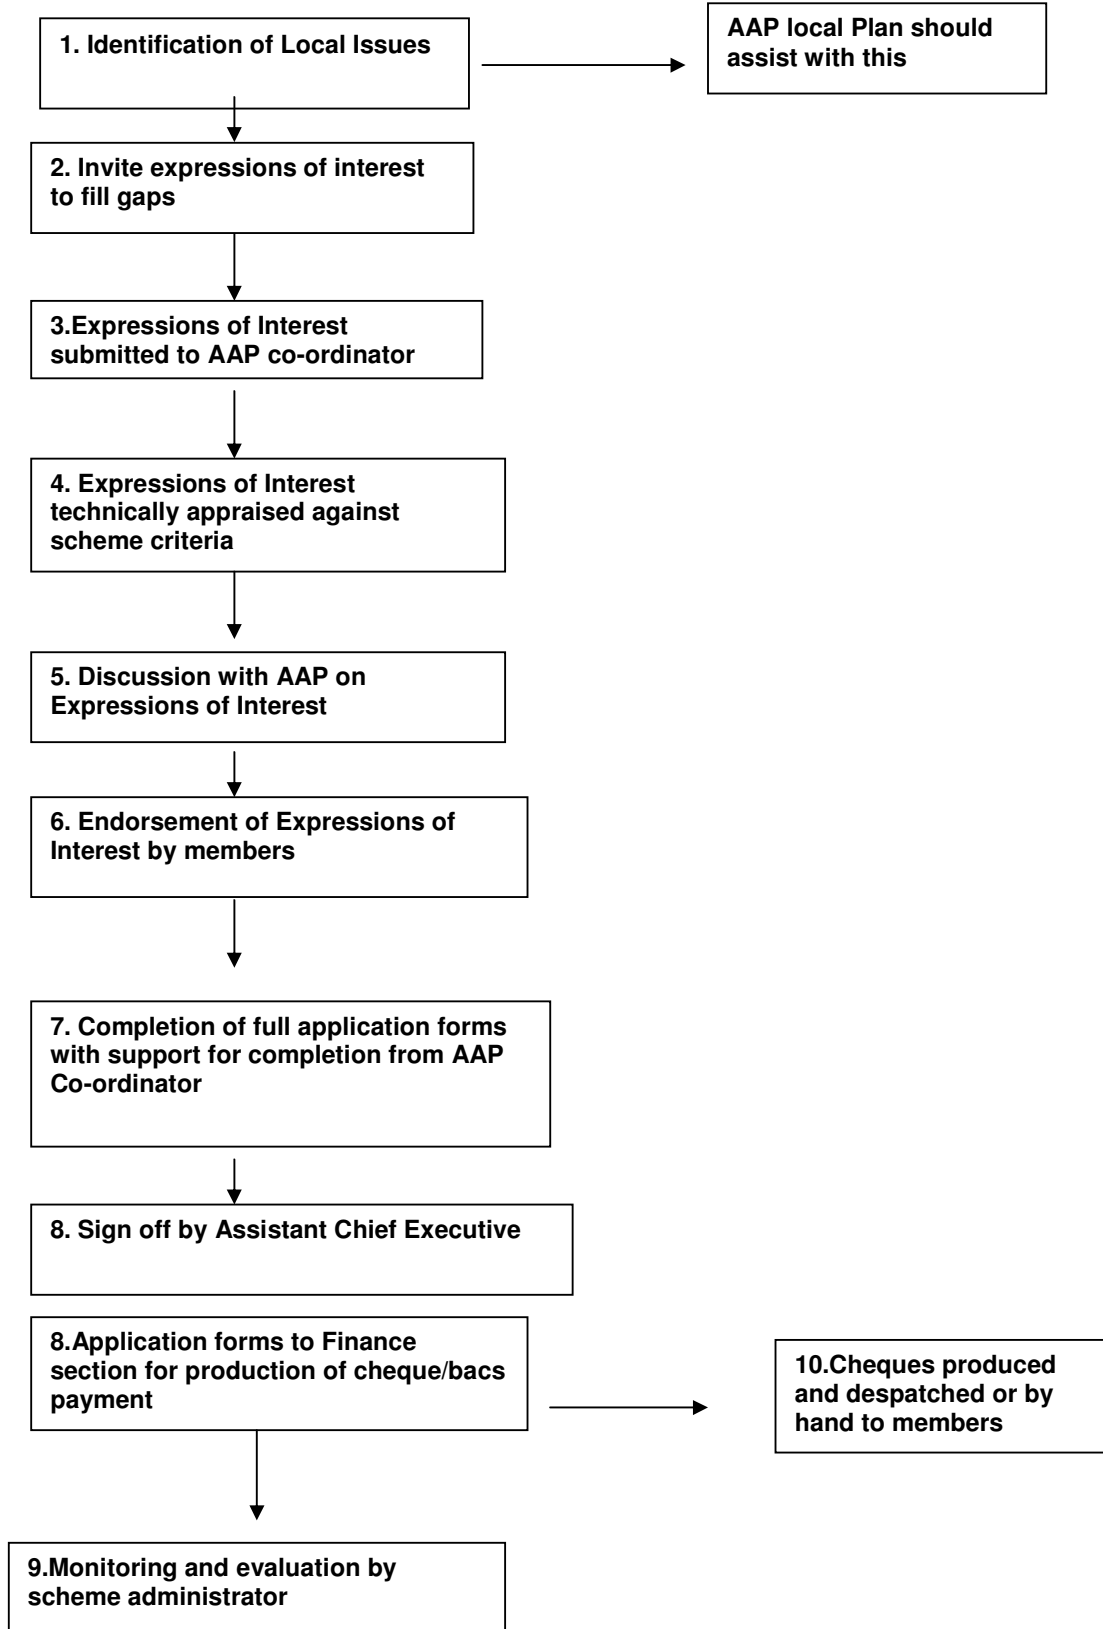 1. Identification of Local Issues
AAP local Plan should
assist with this
2. Invite expressions of interest
to fill gaps
3.Expressions of Interest
submitted to AAP co-ordinator
4. Expressions of Interest
technically appraised against
scheme criteria
5. Discussion with AAP on
Expressions of Interest
6. Endorsement of Expressions of
Interest by members
7. Completion of full application forms
with support for completion from AAP
Co-ordinator
8. Sign off by Assistant Chief Executive
8.Application forms to Finance
section for production of cheque/bacs
payment
10.Cheques produced
and despatched or by
hand to members
9.Monitoring and evaluation by
scheme administrator